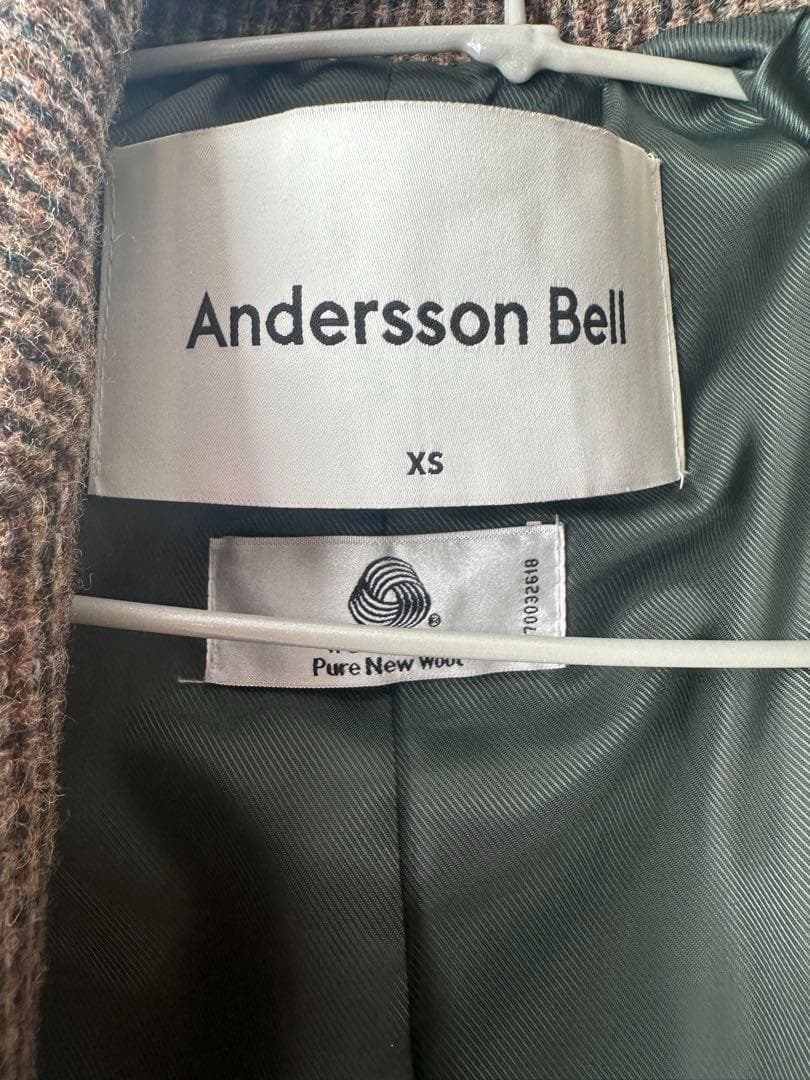 Andersson Bell
XS
®
70032618
Pure New Wool